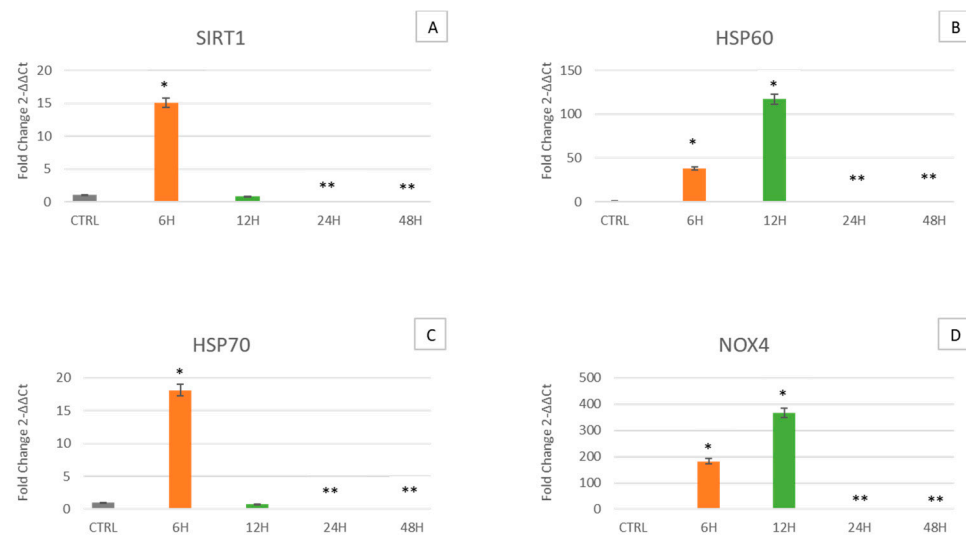 A
SIRT1
Fold Change 2-ΔΔCt
20
15
10
5
0
*
**
**
CTRL 6H 12H 24H 48H
B
HSP60
Fold Change 2-ΔΔCt
150
100
50
0
*
*
**
**
CTRL 6H 12H 24H 48H
C
HSP70
Fold Change 2-ΔΔCt
20
15
10
5
0
*
**
**
CTRL 6H 12H 24H 48H
D
NOX4
Fold Change 2-ΔΔCt
500
400
300
200
100
0
*
*
**
**
CTRL 6H 12H 24H 48H